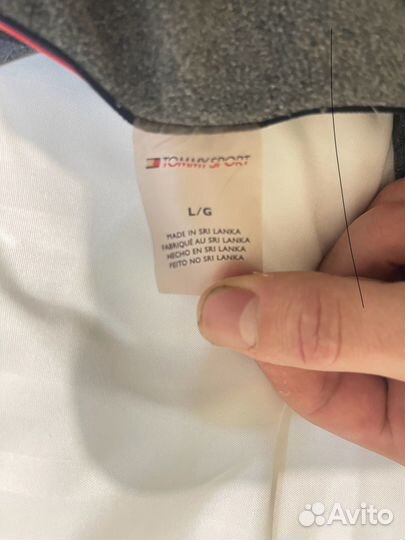 TOMMY SPORT
L/G
MADE IN SRI LANKA
FABRIQUÉ AU SRI LANKA
HECHO EN SRI LANKA
FEITO NO SRI LANKA
Avito